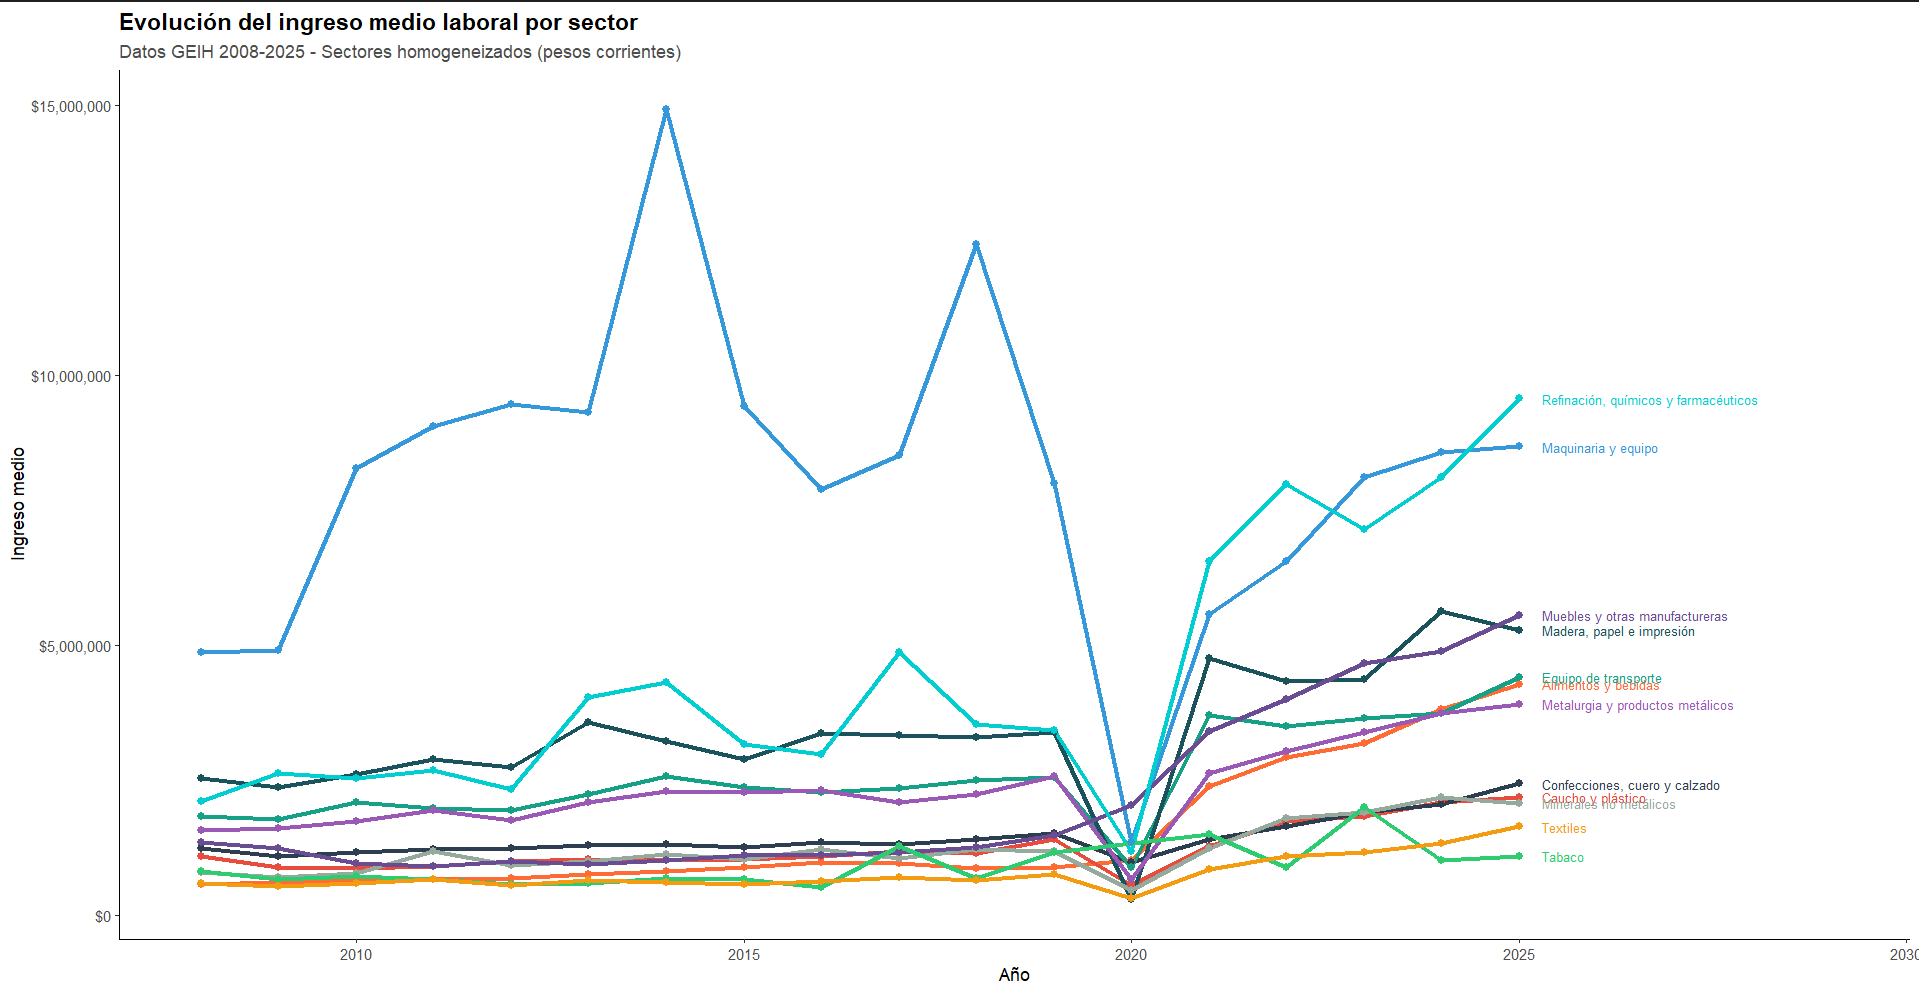 Evolución del ingreso medio laboral por sector
Datos GEIH 2008-2025 - Sectores homogeneizados (pesos corrientes)
$15,000,000
$10,000,000
$5,000,000
$0
Ingreso medio
Refinación, químicos y farmacéuticos
Maquinaria y equipo
Muebles y otras manufactureras
Madera, papel e impresión
Equipo de transporte
Alimentos y bebidas
Metalurgia y productos metálicos
Confecciones, cuero y calzado
Caucho y plástico
Minerales no metálicos
Textiles
Tabaco
2010
2015
2020
2025
2030
Año